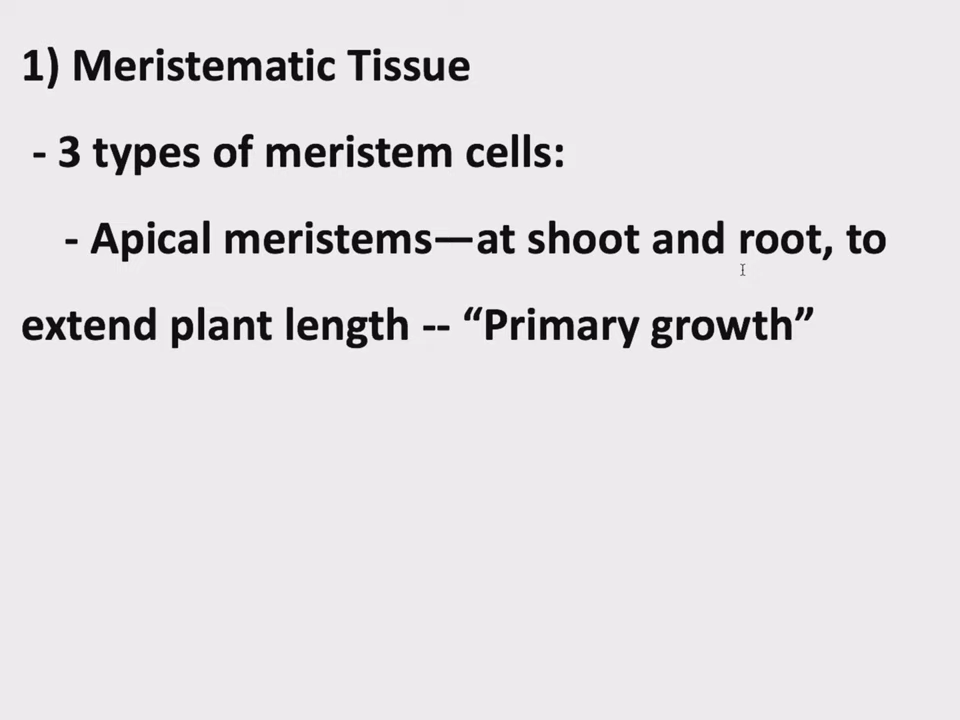 1) Meristematic Tissue
- 3 types of meristem cells:
- Apical meristems—at shoot and root, to
extend plant length -- “Primary growth”